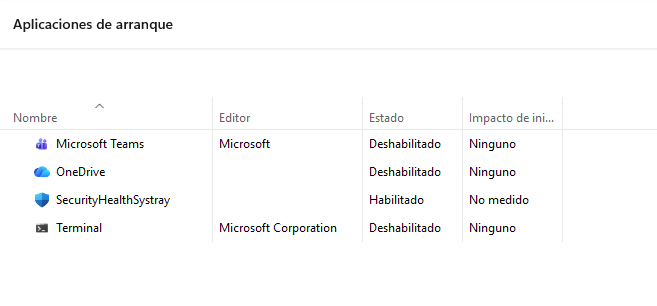 Aplicaciones de arranque
Nombre Editor Estado Impacto de ini...
Microsoft Teams Microsoft Deshabilitado Ninguno
OneDrive Deshabilitado Ninguno
SecurityHealthSystray Habilitado No medido
Terminal Microsoft Corporation Deshabilitado Ninguno